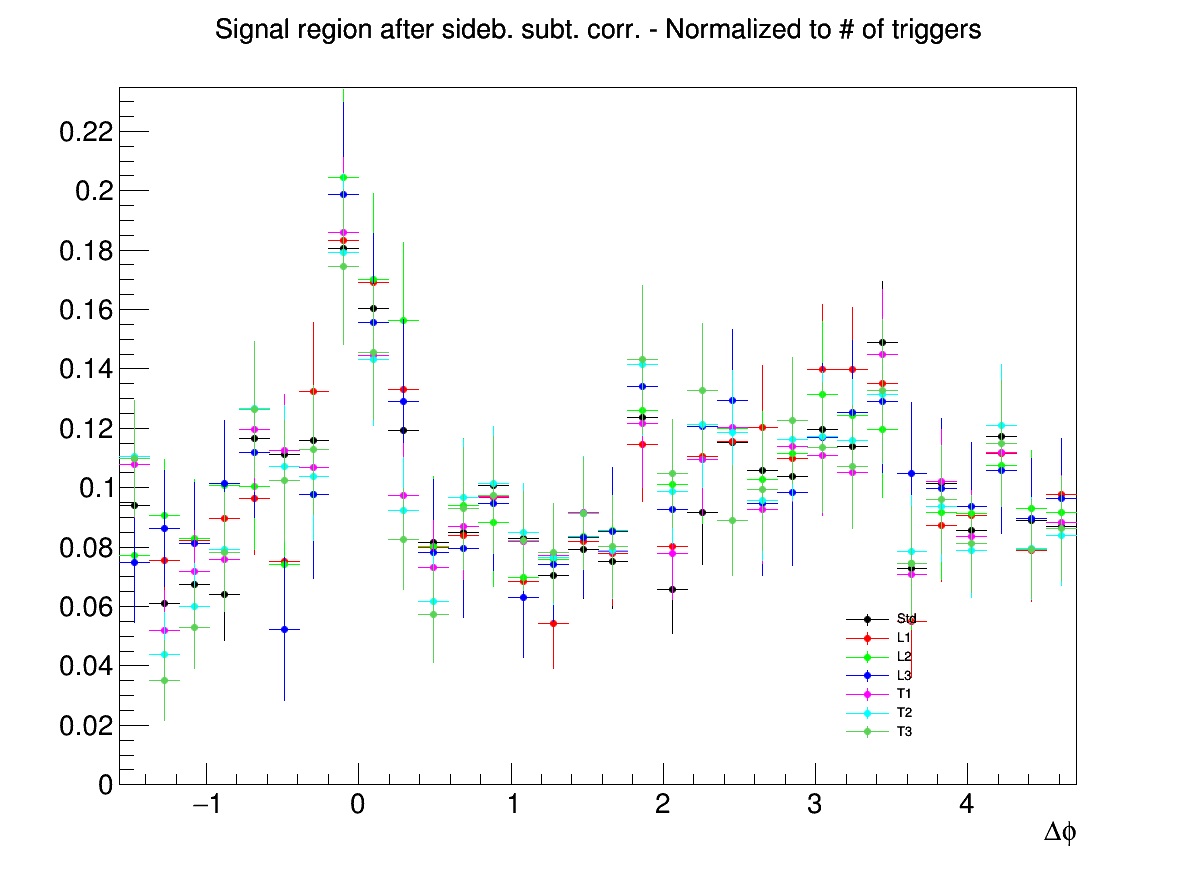 Signal region after sideb. subt. corr. - Normalized to # of triggers
0.22
0.2
0.18
0.16
0.14
0.12
0.1
0.08
0.06
0.04
0.02
0
Std
L1
L2
L3
T1
T2
T3
−1 0 1 2 3 4
Δϕ